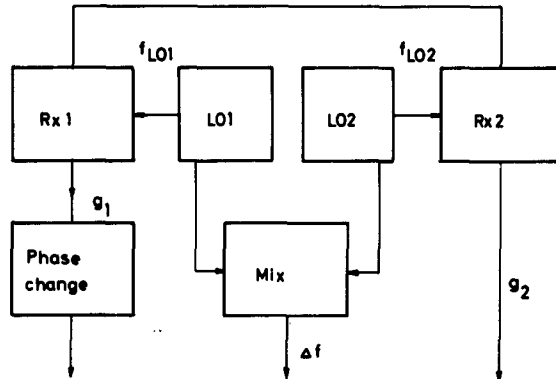 f_LO1
f_LO2
Rx 1
LO1
LO2
Rx 2
g_1
Phase
change
Mix
g_2
Δf